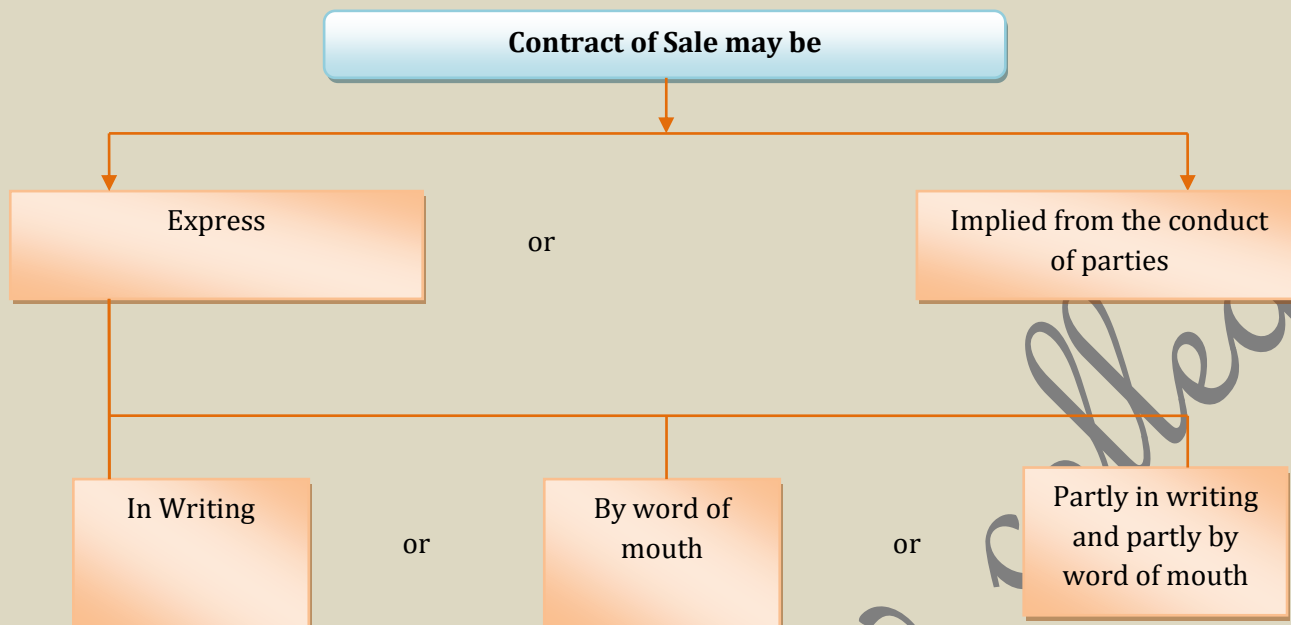 Contract of Sale may be
Express
or
Implied from the conduct
of parties
In Writing
or
By word of
mouth
or
Partly in writing
and partly by
word of mouth